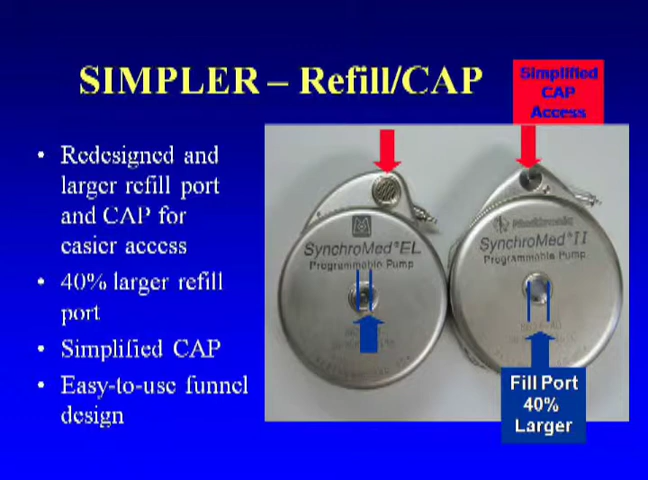 SIMPLER – Refill/CAP
Simplified
CAP
Access
• Redesigned and
larger refill port
and CAP for
easier access
• 40% larger refill
port
• Simplified CAP
• Easy-to-use funnel
design
SynchroMed EL
Programmable Pump
Medtronic
SynchroMed II
Programmable Pump
Fill Port
40%
Larger